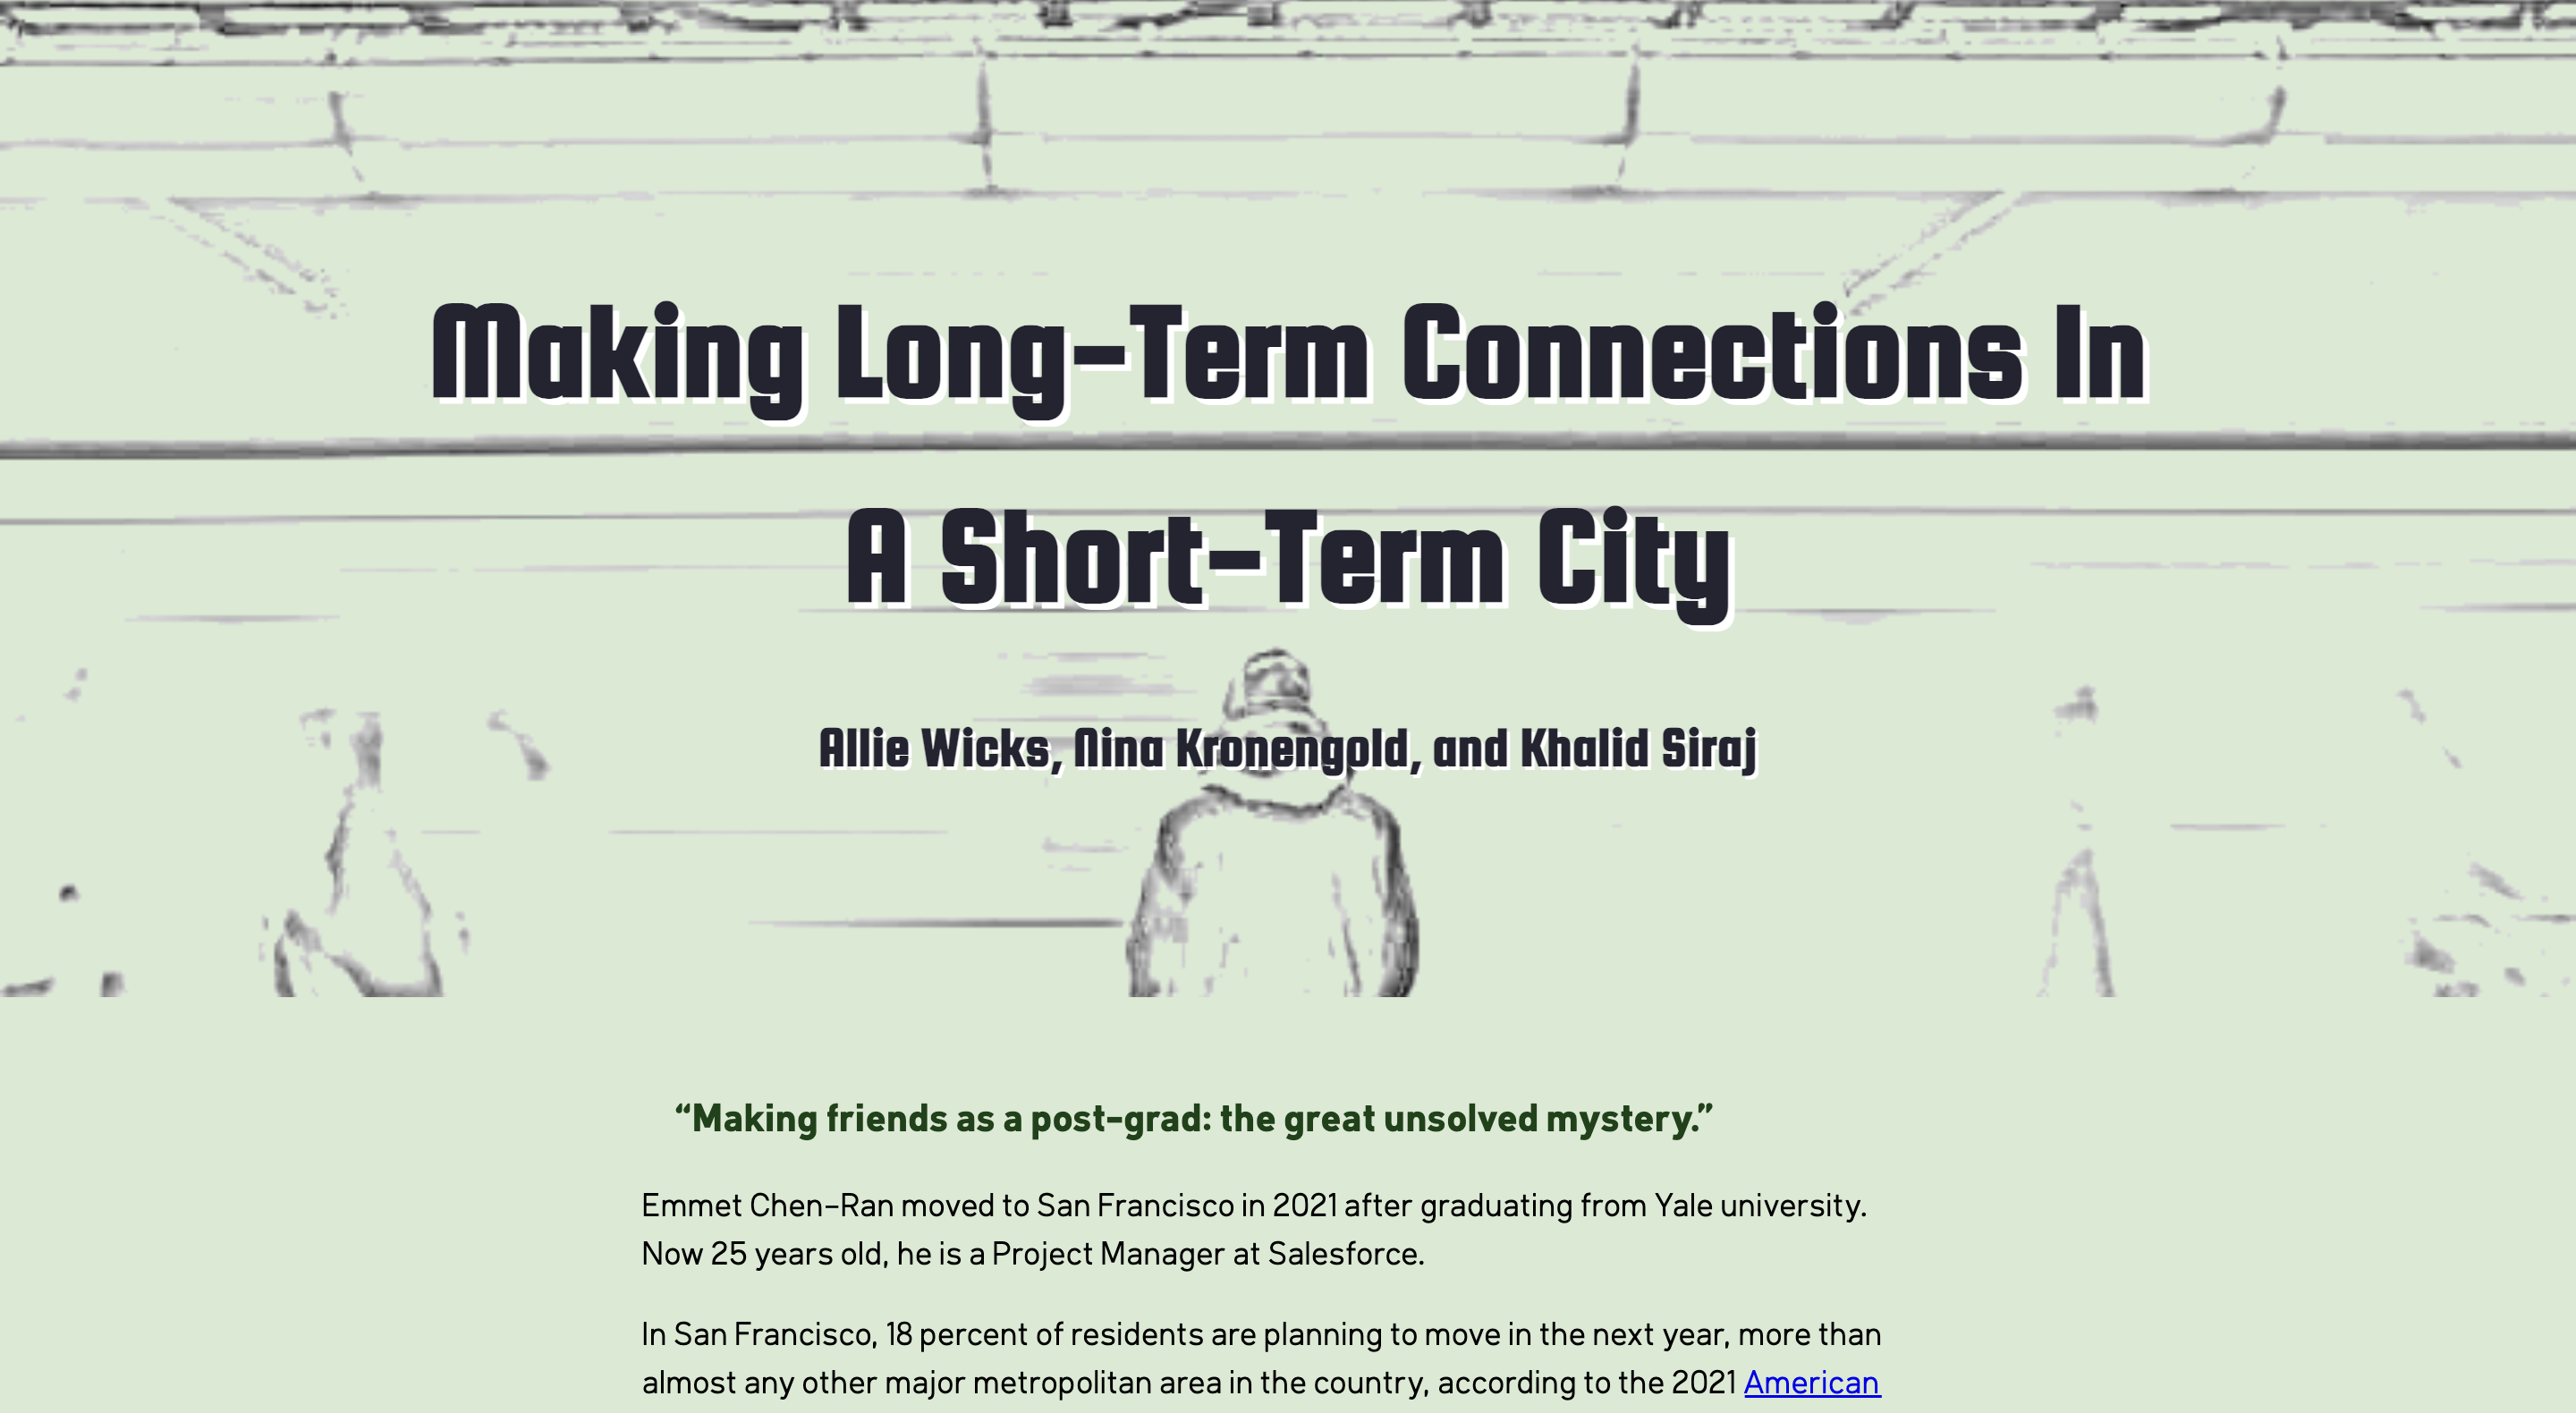 Making Long-Term Connections In
A Short-Term City
Allie Wicks, Nina Kronengold, and Khalid Siraj
“Making friends as a post-grad: the great unsolved mystery.”
Emmet Chen-Ran moved to San Francisco in 2021 after graduating from Yale university.
Now 25 years old, he is a Project Manager at Salesforce.
In San Francisco, 18 percent of residents are planning to move in the next year, more than
almost any other major metropolitan area in the country, according to the 2021 American